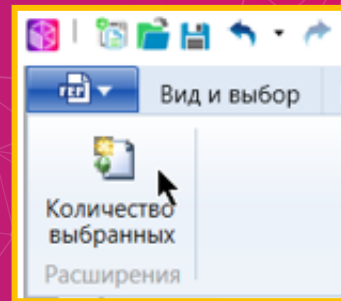 Вид и выбор
Количество
выбранных
Расширения